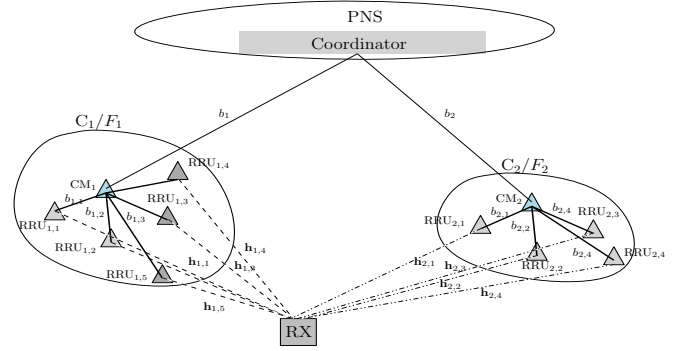 PNS
Coordinator
b1
b2
C1/F1
C2/F2
CM1
RRU1,4
b1,1
b1,2
b1,3
RRU1,3
RRU1,1
RRU1,2
RRU1,5
CM2
b2,1
b2,2
b2,4
RRU2,1
RRU2,3
b2,4
RRU2,2
RRU2,4
h1,4
h1,1
h2,1
h2,3
h2,2
h2,4
h1,5
RX